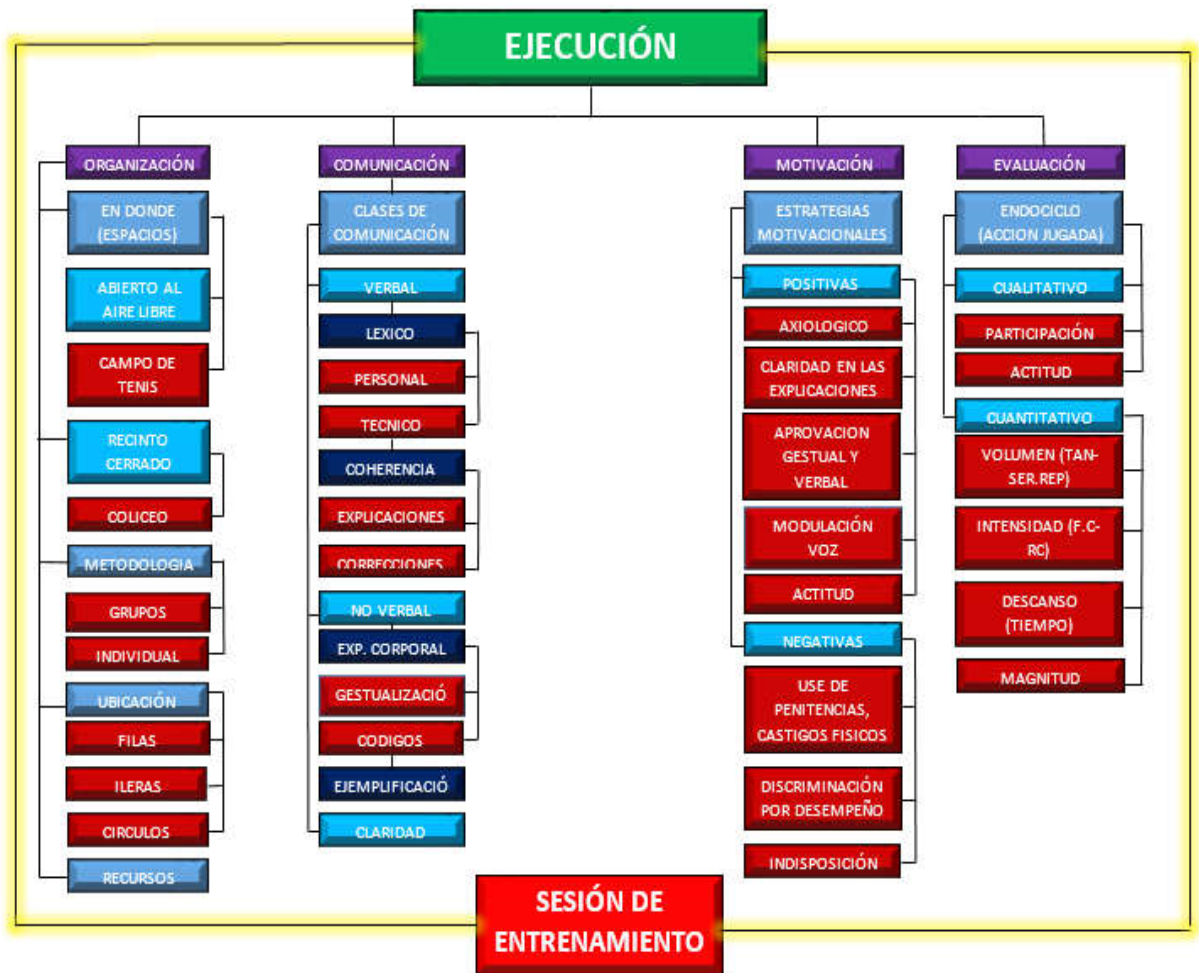 EJECUCIÓN
ORGANIZACIÓN
EN DONDE
(ESPACIOS)
ABIERTO AL
AIRE LIBRE
CAMPO DE
TENIS
RECINTO
CERRADO
COLICEO
METODOLOGIA
GRUPOS
INDIVIDUAL
UBICACIÓN
FILAS
ILERAS
CIRCULOS
RECURSOS
COMUNICACIÓN
CLASES DE
COMUNICACIÓN
VERBAL
LEXICO
PERSONAL
TECNICO
COHERENCIA
EXPLICACIONES
CORRECCIONES
NO VERBAL
EXP. CORPORAL
GESTUALIZACIÓ
CODIGOS
EJEMPLIFICACIÓ
CLARIDAD
MOTIVACIÓN
ESTRATEGIAS
MOTIVACIONALES
POSITIVAS
AXIOLOGICO
CLARIDAD EN LAS
EXPLICACIONES
APROVACION
GESTUAL Y
VERBAL
MODULACIÓN
VOZ
ACTITUD
NEGATIVAS
USE DE
PENITENCIAS,
CASTIGOS FISICOS
DISCRIMINACIÓN
POR DESEMPEÑO
INDISPOSICIÓN
EVALUACIÓN
ENDOCICLO
(ACCION JUGADA)
CUALITATIVO
PARTICIPACIÓN
ACTITUD
CUANTITATIVO
VOLUMEN (TAN-
SER.REP)
INTENSIDAD (F.C-
RC)
DESCANSO
(TIEMPO)
MAGNITUD
SESIÓN DE
ENTRENAMIENTO